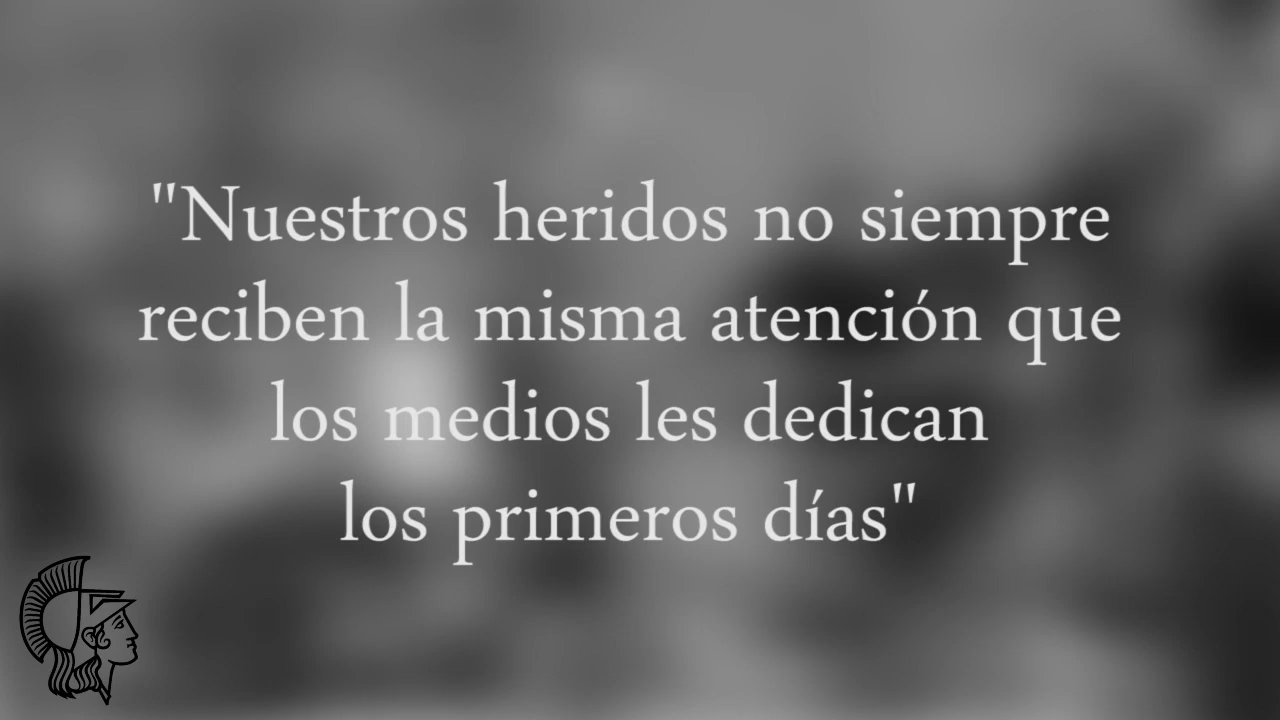 "Nuestros heridos no siempre
reciben la misma atención que
los medios les dedican
los primeros días"